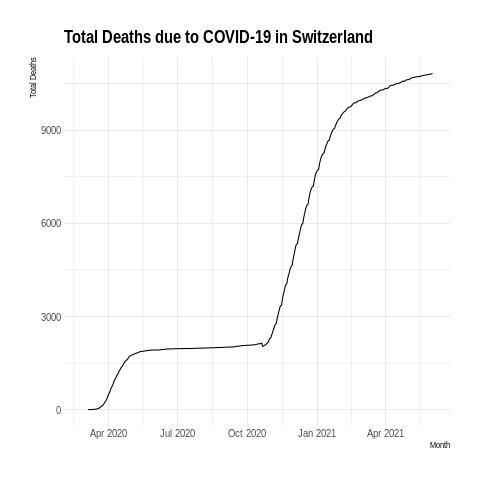 Total Deaths due to COVID-19 in Switzerland
Total Deaths
9000
6000
3000
0
Apr 2020 Jul 2020 Oct 2020 Jan 2021 Apr 2021
Month